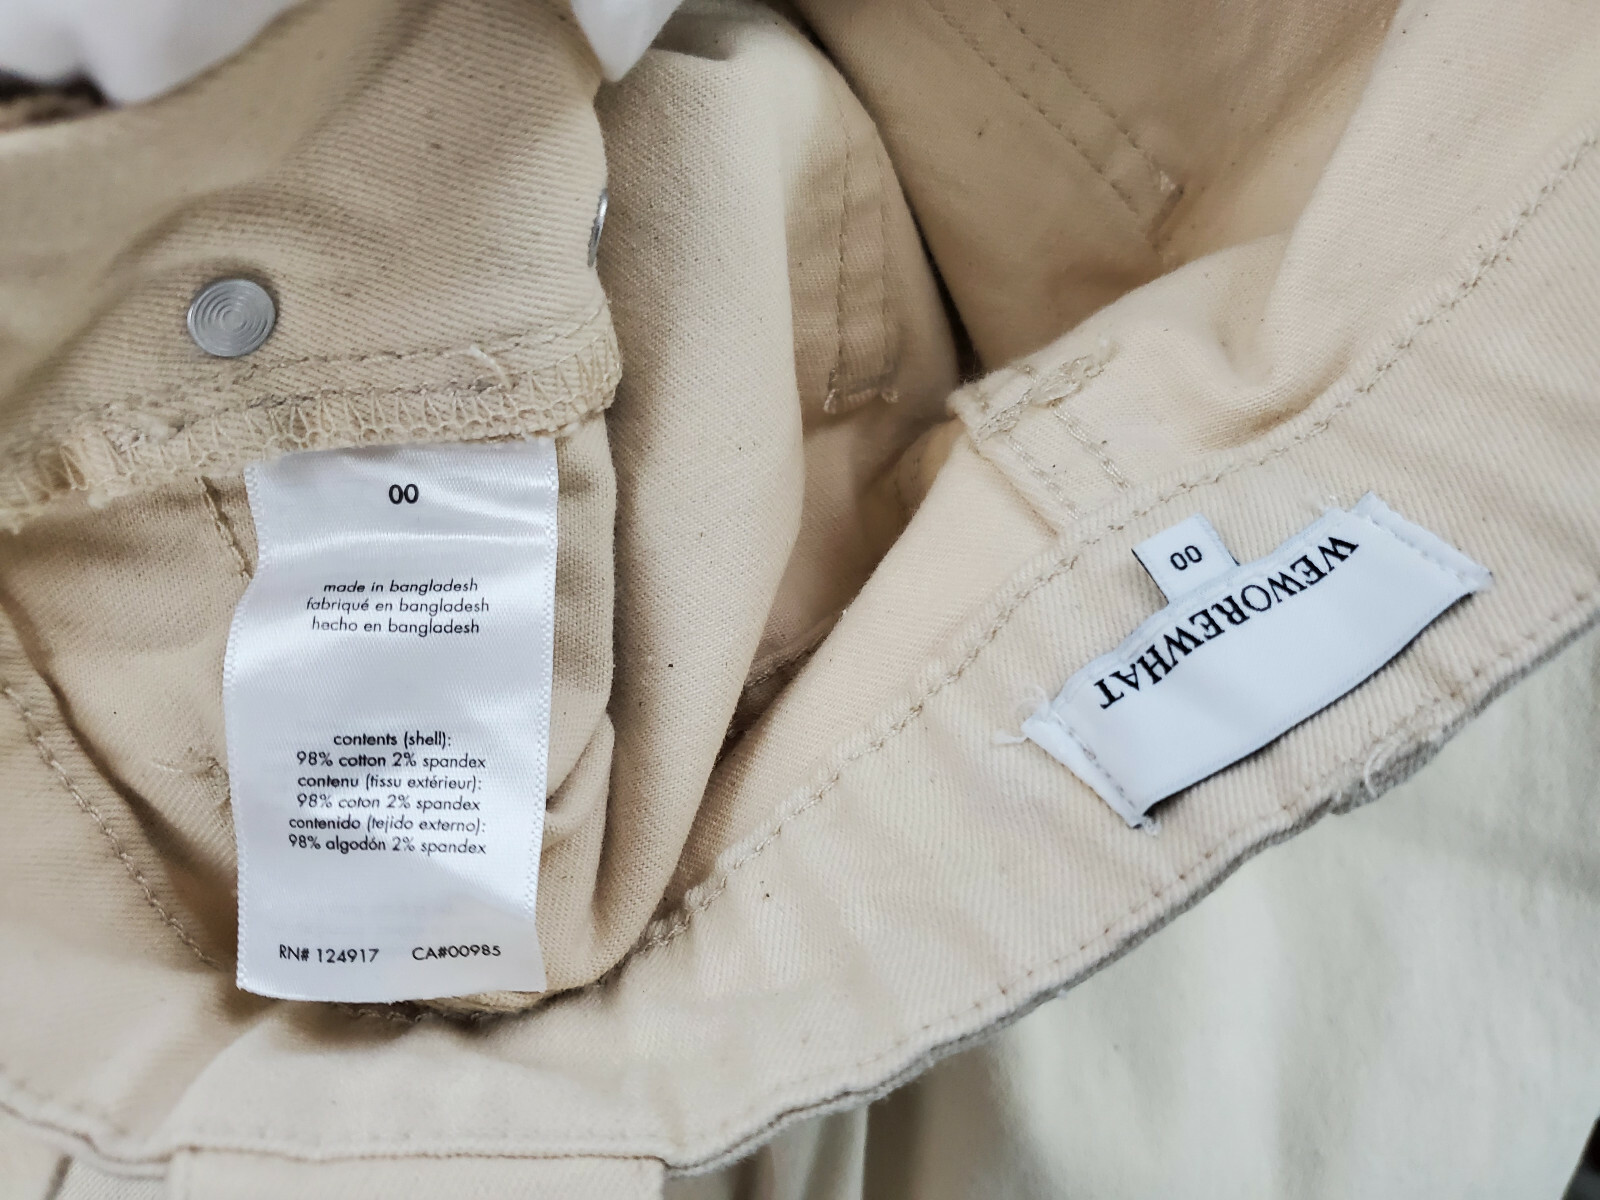 00
made in bangladesh
fabriqué en bangladesh
hecho en bangladesh
contents (shell):
98% cotton 2% spandex
contenu (tissu extérieur):
98% coton 2% spandex
contenido (tejido externo):
98% algodón 2% spandex
RN# 124917 CA#00985
00
WEWOREWHAT